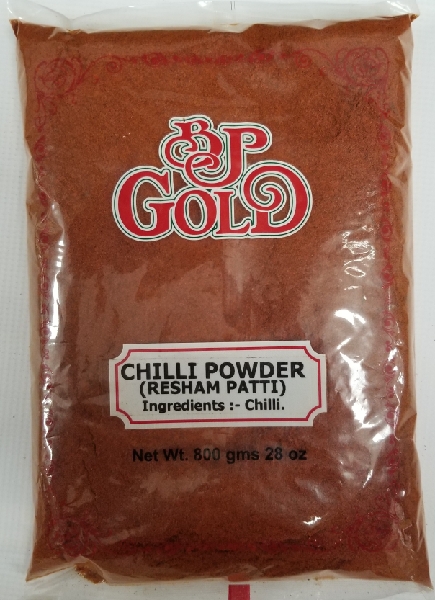 BeP
GOLD
CHILLI POWDER
(RESHAM PATTI)
Ingredients :- Chilli.
Net Wt. 800 gms 28 oz